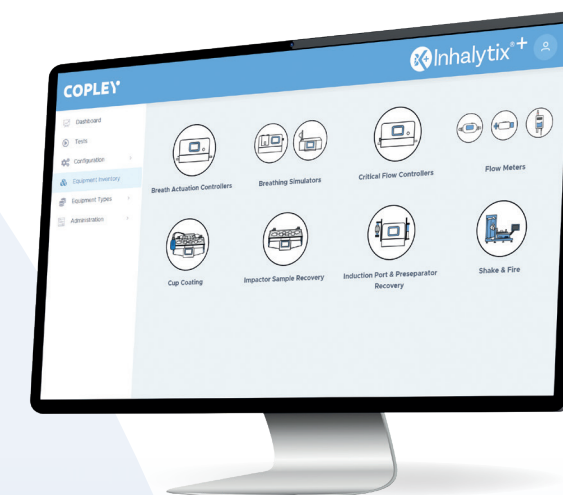 COPLEY
Inhalytix®+
Dashboard
Tests
Configuration
Equipment Inventory
Equipment Types
Administration
Breath Actuation Controllers
Breathing Simulators
Critical Flow Controllers
Flow Meters
Cup Coating
Impactor Sample Recovery
Induction Port & Preseparator
Recovery
Shake & Fire